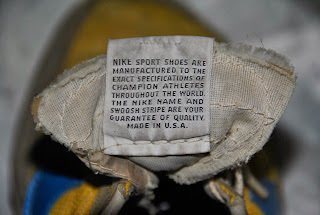 NIKE SPORT SHOES ARE
MANUFACTURED TO THE
EXACT SPECIFICATIONS OF
CHAMPION ATHLETES
THROUGHOUT THE WORLD.
THE NIKE NAME AND
SWOOSH STRIPE ARE YOUR
GUARANTEE OF QUALITY.
MADE IN U.S.A.